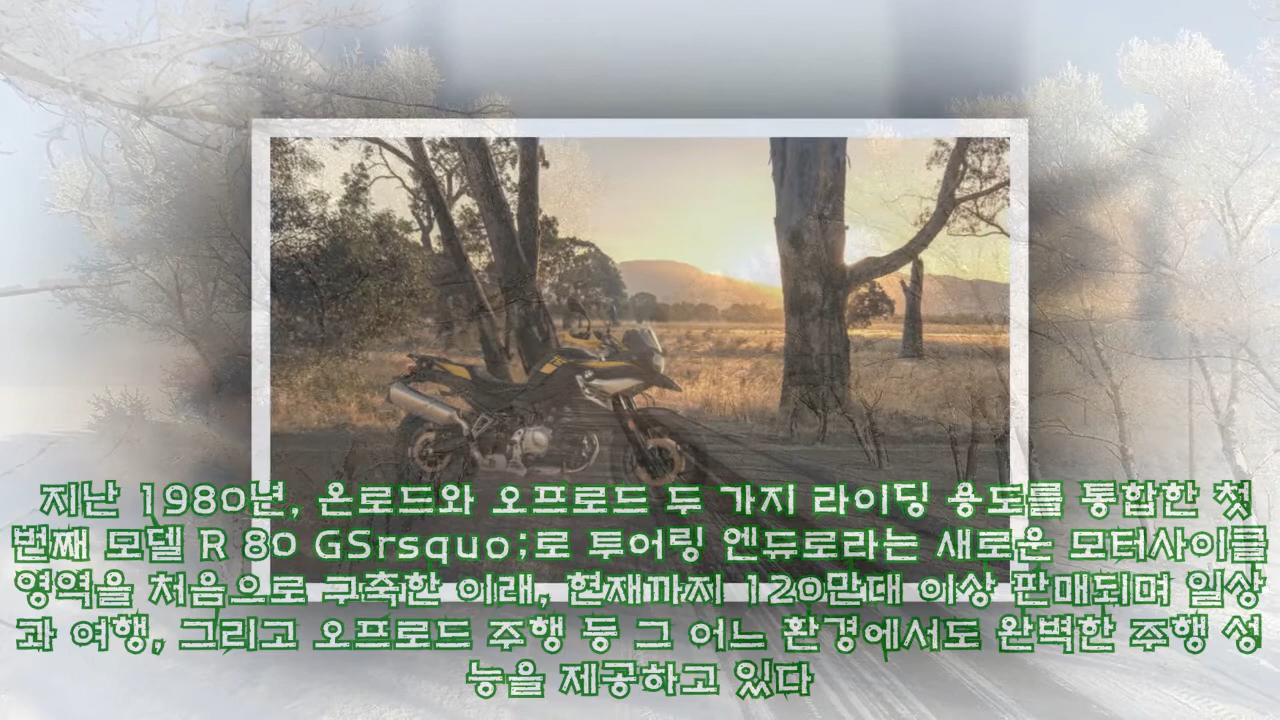 지난 1980년, 온로드와 오프로드 두 가지 라이딩 용도를 통합한 첫
번째 모델 R 80 GSrsquo;로 투어링 엔듀로라는 새로운 모터사이클
영역을 처음으로 구축한 이래, 현재까지 120만대 이상 판매되며 일상
과 여행, 그리고 오프로드 주행 등 그 어느 환경에서도 완벽한 주행 성
능을 제공하고 있다